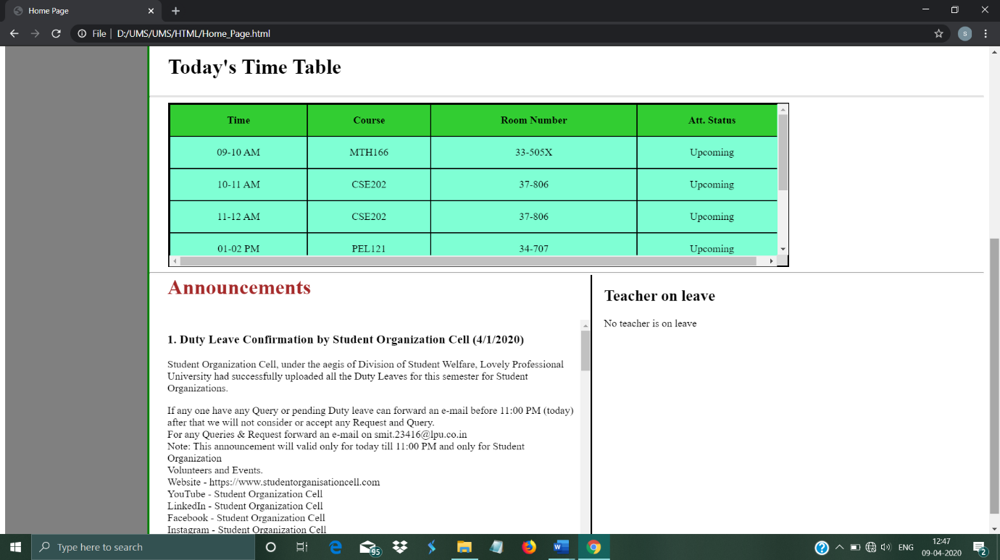 Home Page
File
D:/UMS/UMS/HTML/Home_Page.html
S
Today's Time Table
Time Course Room Number Att. Status
09-10 AM MTH166 33-505X Upcoming
10-11 AM CSE202 37-806 Upcoming
11-12 AM CSE202 37-806 Upcoming
01-02 PM PEL121 34-707 Upcoming
Announcements
1. Duty Leave Confirmation by Student Organization Cell (4/1/2020)
Student Organization Cell, under the aegis of Division of Student Welfare, Lovely Professional
University had successfully uploaded all the Duty Leaves for this semester for Student
Organizations.
If any one have any Query or pending Duty leave can forward an e-mail before 11:00 PM (today)
after that we will not consider or accept any Request and Query.
For any Queries & Request forward an e-mail on smit.23416@lpu.co.in
Note: This announcement will valid only for today till 11:00 PM and only for Student
Organization
Volunteers and Events.
Website - https://www.studentorganisationcell.com
YouTube - Student Organization Cell
LinkedIn - Student Organization Cell
Facebook - Student Organization Cell
Instagram - Student Organization Cell
Teacher on leave
No teacher is on leave
Type here to search
95
ENG
12:47
09-04-2020
2